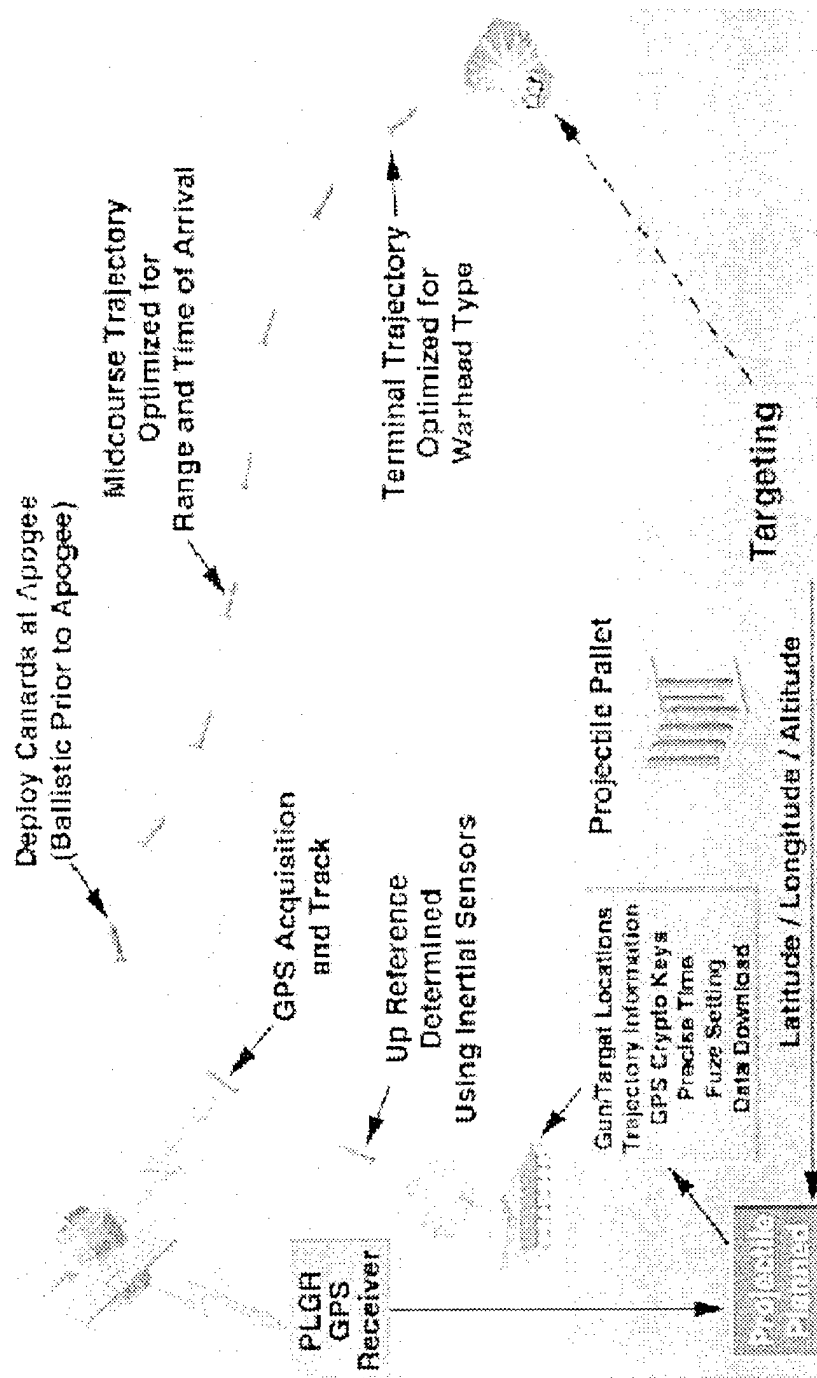 Deploy Canards at Apogee
(Ballistic Prior to Apogee)
Midcourse Trajectory
Optimized for
Range and Time of Arrival
GPS Acquisition
and Track
Up Reference
Determined
Using Inertial Sensors
Terminal Trajectory
Optimized for
Warhead Type
PLGR
GPS
Receiver
Gun/Target Locations
Trajectory Information
GPS Crypto Keys
Precise Time
Fuze Setting
Data Download
Projectile Pallet
Projectile
Planned
Latitude / Longitude / Altitude
Targeting